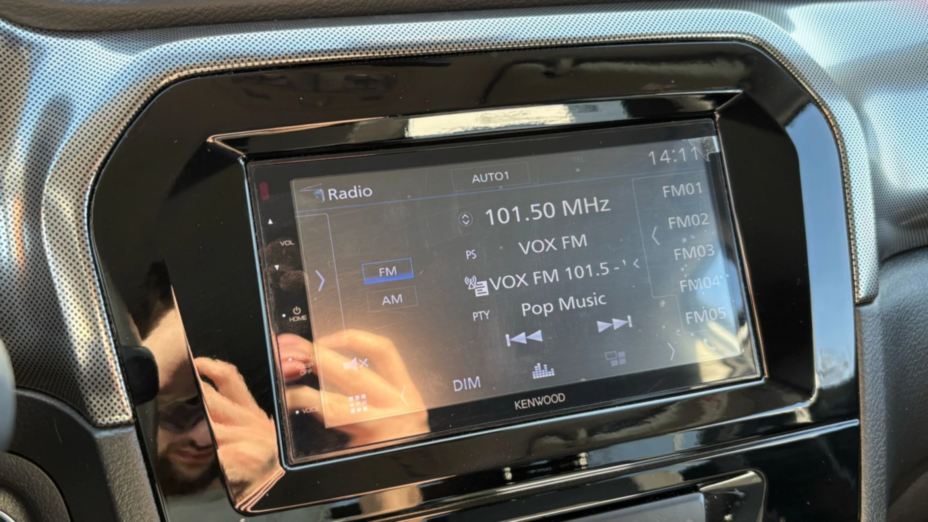 Radio
AUTO1
14:11
101.50 MHz
PS VOX FM
VOX FM 101.5 -
PTY Pop Music
FM
AM
FM01
FM02
FM03
FM04
FM05
VOL
HOME
DIM
KENWOOD